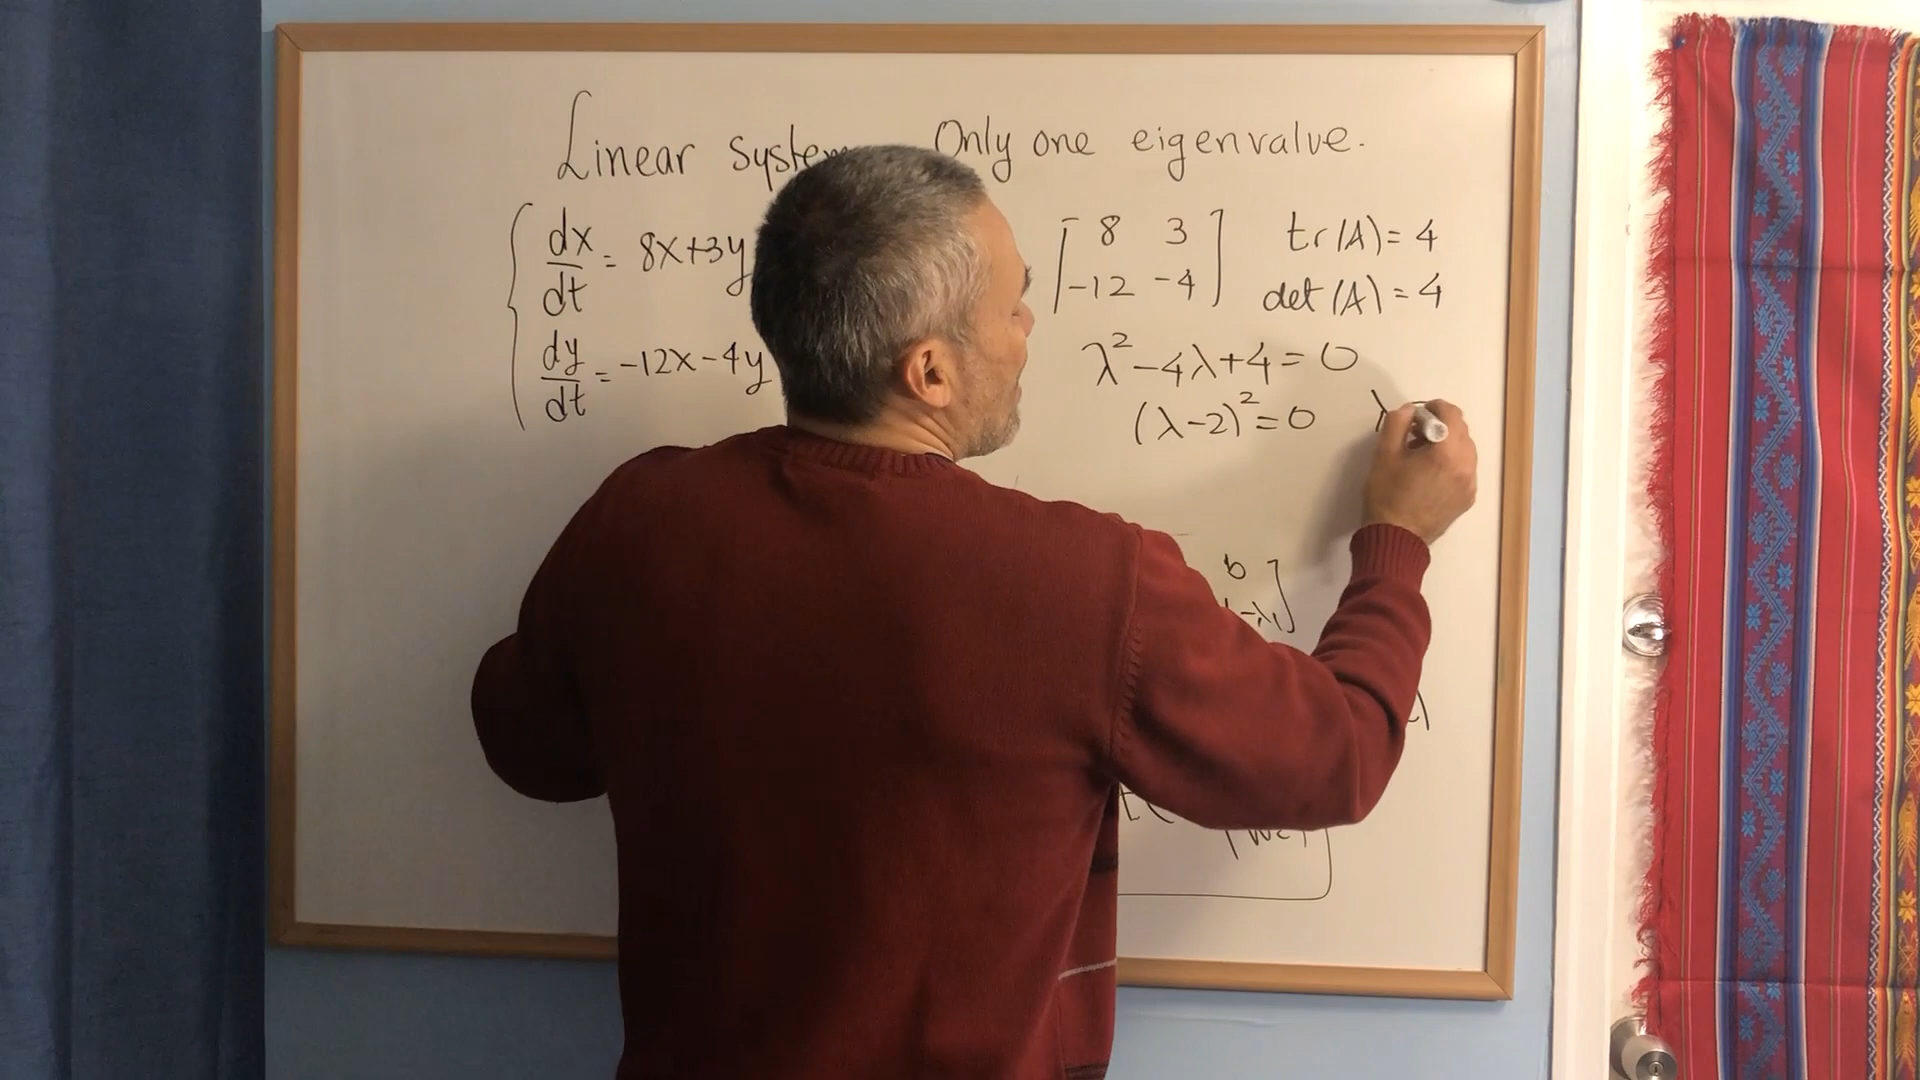 Linear system Only one eigenvalue.
dx/dt = 8x+3y
dy/dt = -12x-4y
[ 8 3
-12 -4 ]
tr(A) = 4
det(A) = 4
λ² - 4λ + 4 = 0
(λ-2)² = 0 λ
b
-λ₁ ]